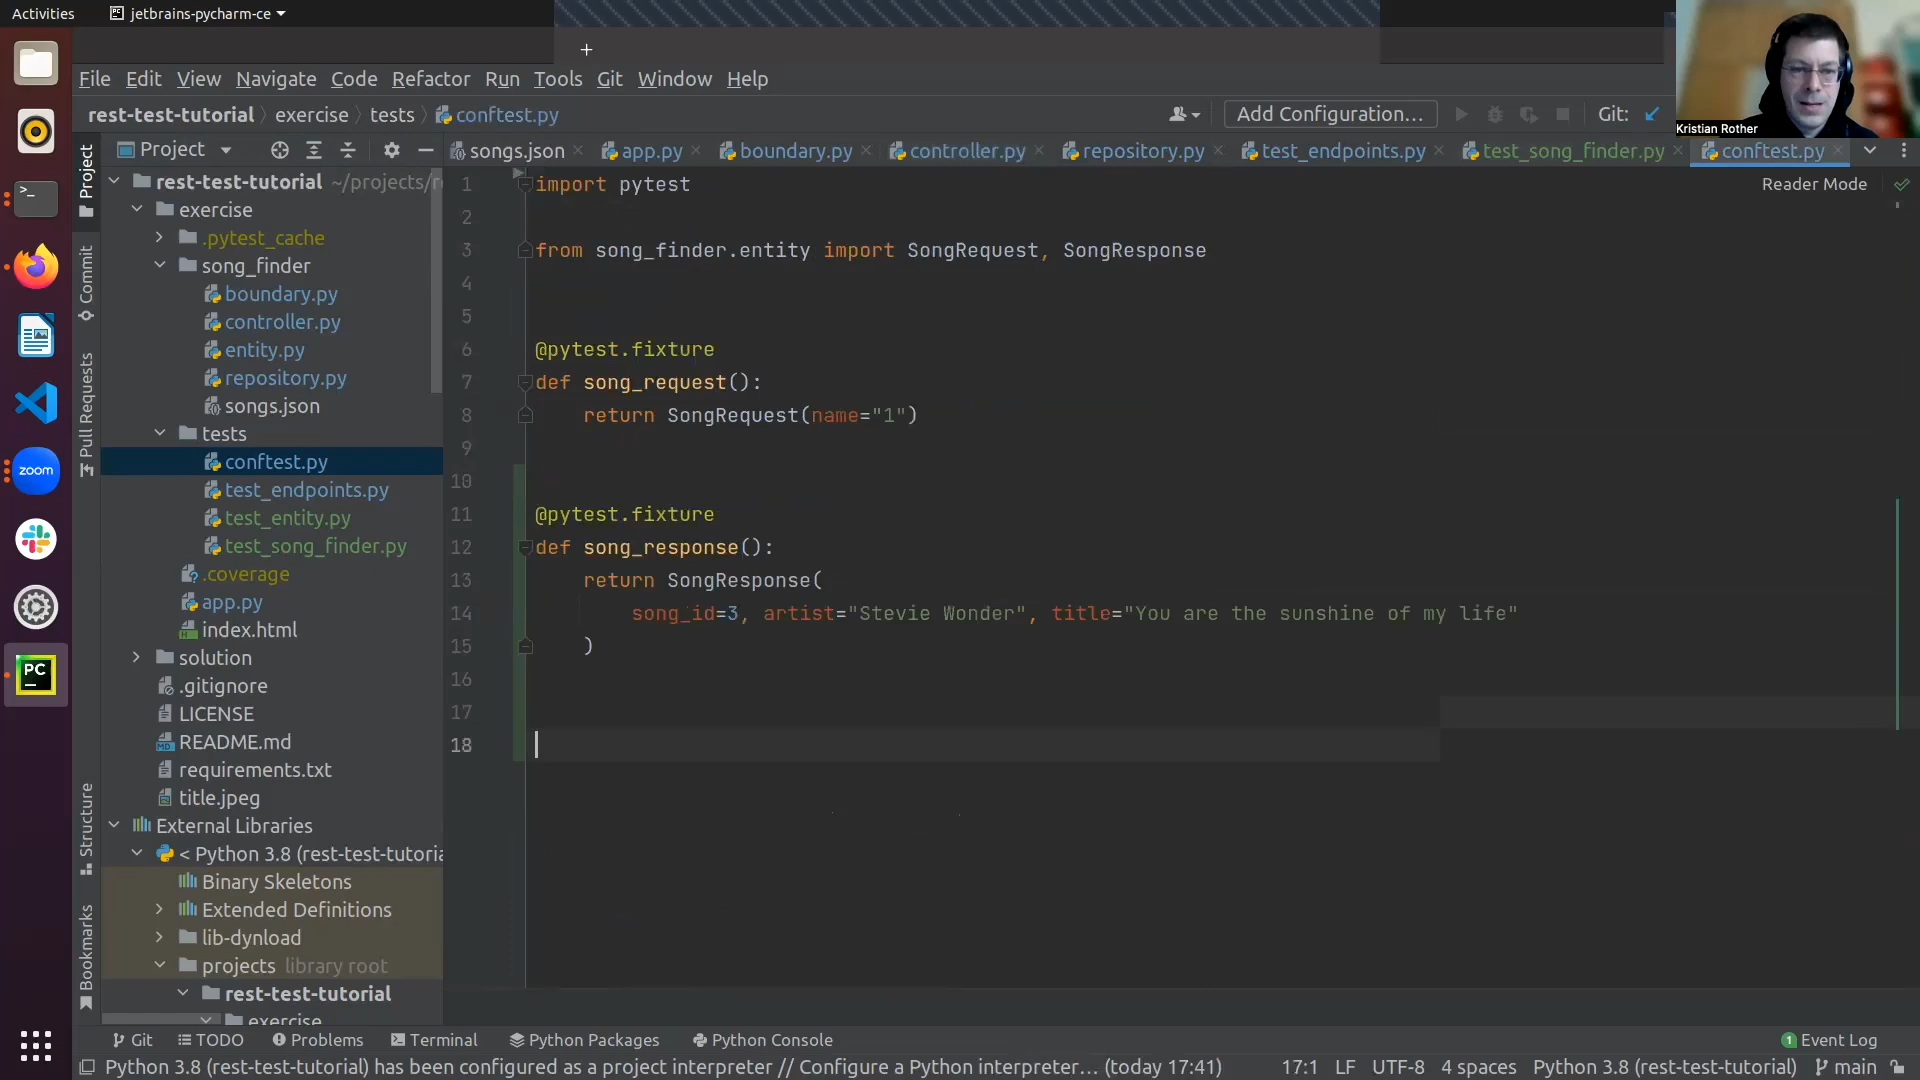 Activities
jetbrains-pycharm-ce
Kristian Rother
File Edit View Navigate Code Refactor Run Tools Git Window Help
rest-test-tutorial exercise tests conftest.py
Add Configuration...
Git:
Project
songs.json app.py boundary.py controller.py repository.py test_endpoints.py test_song_finder.py conftest.py
Reader Mode
Project
Commit
Pull Requests
Structure
Bookmarks
rest-test-tutorial ~/projects/r
exercise
.pytest_cache
song_finder
boundary.py
controller.py
entity.py
repository.py
songs.json
tests
conftest.py
test_endpoints.py
test_entity.py
test_song_finder.py
.coverage
app.py
index.html
solution
.gitignore
LICENSE
README.md
requirements.txt
title.jpeg
External Libraries
< Python 3.8 (rest-test-tutoria
Binary Skeletons
Extended Definitions
lib-dynload
projects library root
rest-test-tutorial
exercise
1 import pytest
2
3 from song_finder.entity import SongRequest, SongResponse
4
5
6 @pytest.fixture
7 def song_request():
8 return SongRequest(name="1")
9
10
11 @pytest.fixture
12 def song_response():
13 return SongResponse(
14 song_id=3, artist="Stevie Wonder", title="You are the sunshine of my life"
15 )
16
17
18
zoom
PC
Git TODO Problems Terminal Python Packages Python Console
1 Event Log
Python 3.8 (rest-test-tutorial) has been configured as a project interpreter // Configure a Python interpreter... (today 17:41)
17:1 LF UTF-8 4 spaces Python 3.8 (rest-test-tutorial) main